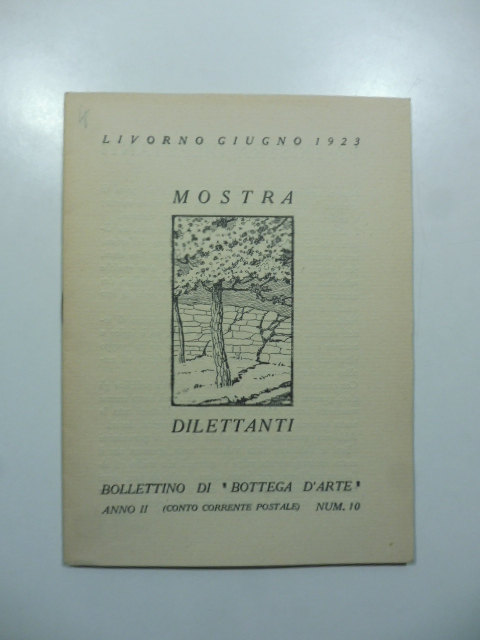 LIVORNO GIUGNO 1923
MOSTRA
DILETTANTI
BOLLETTINO DI "BOTTEGA D'ARTE"
ANNO II (CONTO CORRENTE POSTALE) NUM. 10